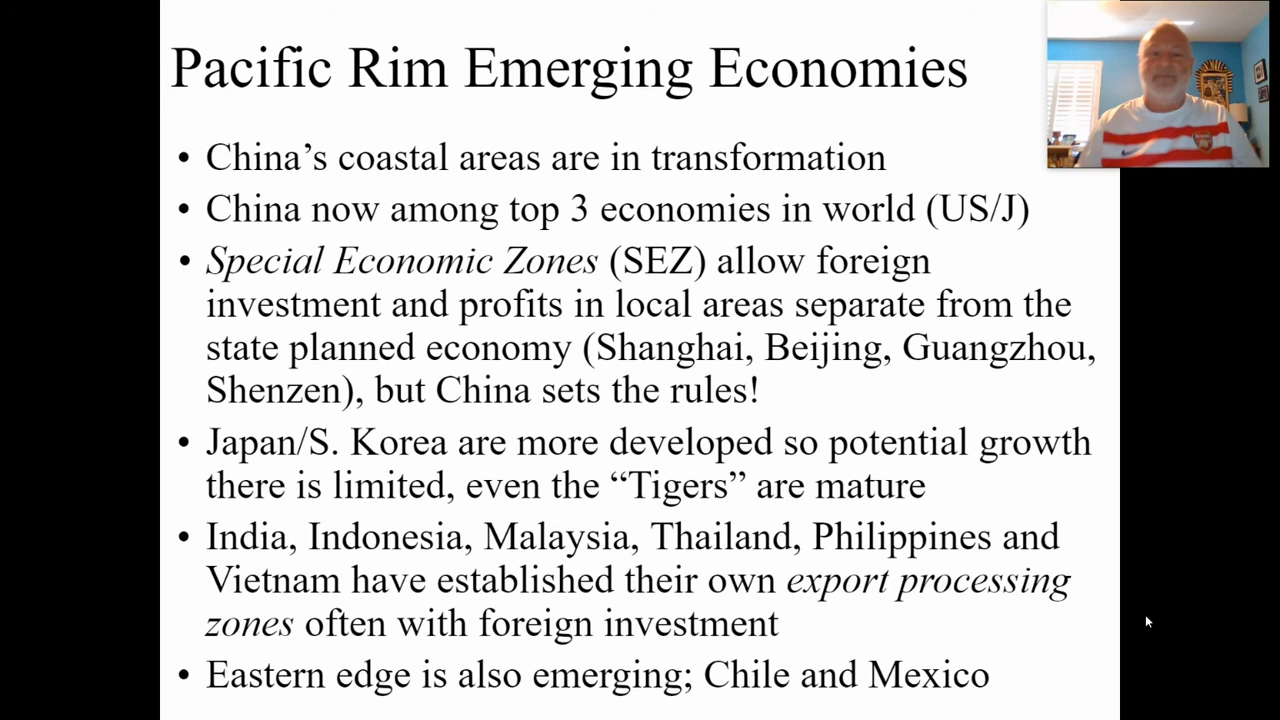 Pacific Rim Emerging Economies
• China’s coastal areas are in transformation
• China now among top 3 economies in world (US/J)
• Special Economic Zones (SEZ) allow foreign
investment and profits in local areas separate from the
state planned economy (Shanghai, Beijing, Guangzhou,
Shenzen), but China sets the rules!
• Japan/S. Korea are more developed so potential growth
there is limited, even the “Tigers” are mature
• India, Indonesia, Malaysia, Thailand, Philippines and
Vietnam have established their own export processing
zones often with foreign investment
• Eastern edge is also emerging; Chile and Mexico